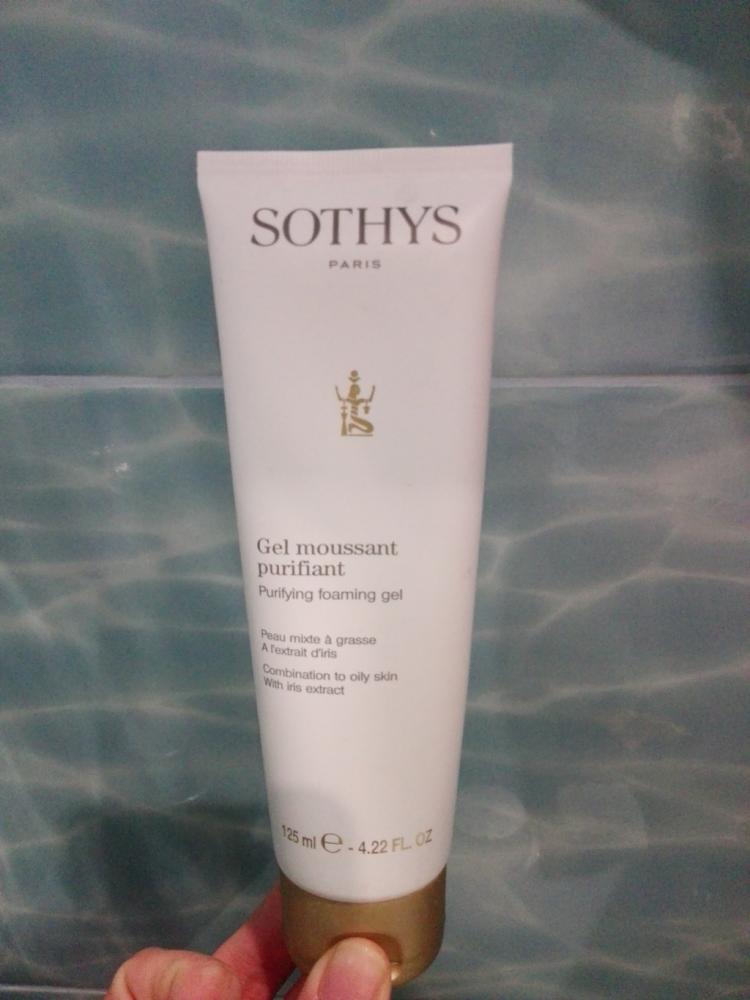 SOTHYS
PARIS
Gel moussant
purifiant
Purifying foaming gel
Peau mixte à grasse
A l'extrait d'iris
Combination to oily skin
With iris extract
125 ml ℮ - 4.22 FL. OZ